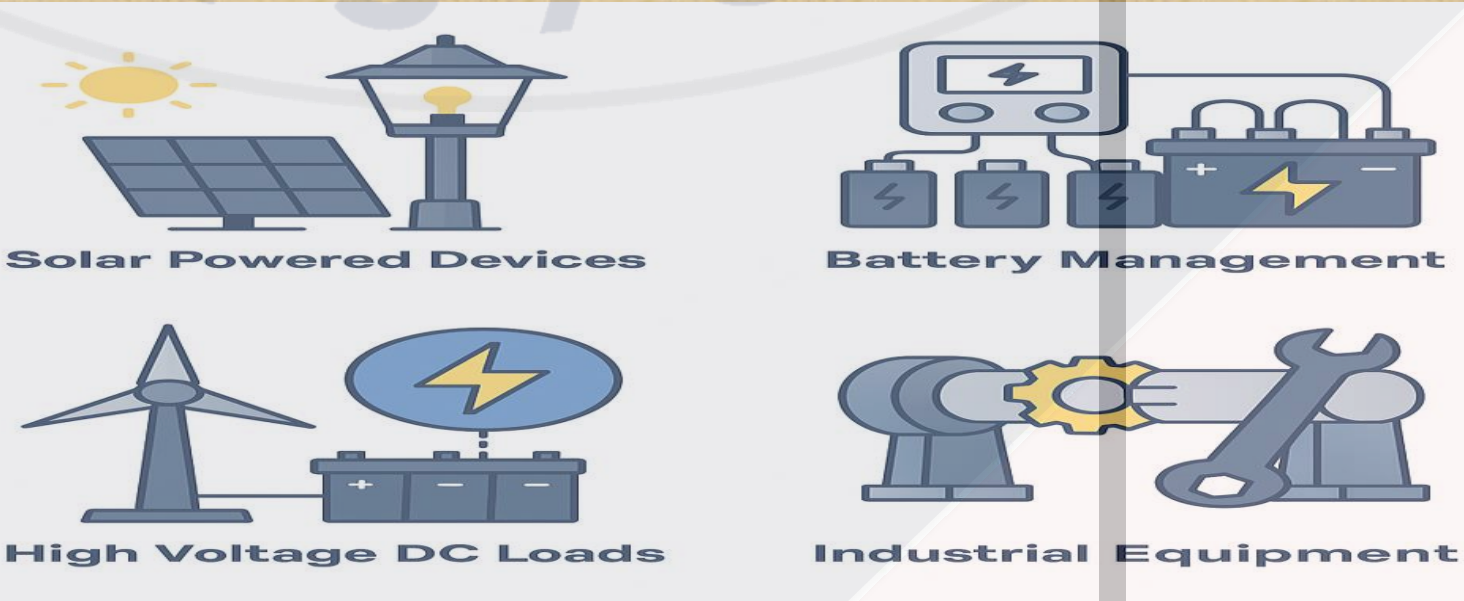 Solar Powered Devices
Battery Management
+ –
High Voltage DC Loads
+ – –
Industrial Equipment